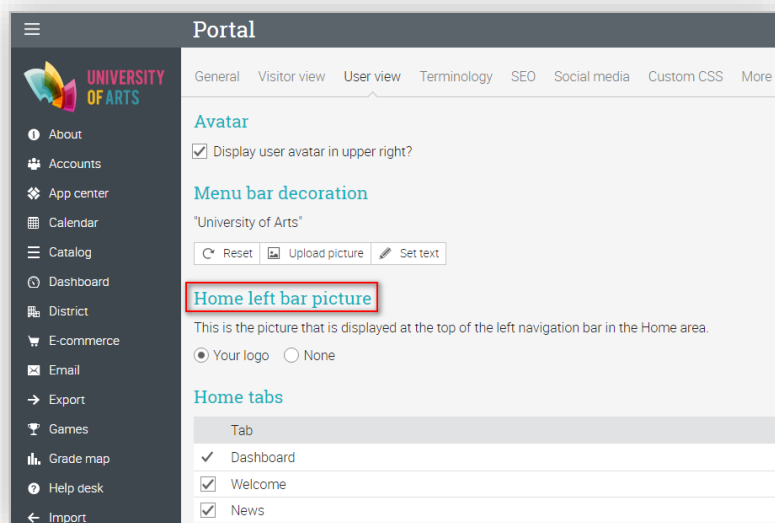 Portal
UNIVERSITY
OF ARTS
About
Accounts
App center
Calendar
Catalog
Dashboard
District
E-commerce
Email
Export
Games
Grade map
Help desk
Import
General Visitor view User view Terminology SEO Social media Custom CSS More
Avatar
Display user avatar in upper right?
Menu bar decoration
"University of Arts"
Reset Upload picture Set text
Home left bar picture
This is the picture that is displayed at the top of the left navigation bar in the Home area.
Your logo None
Home tabs
Tab
Dashboard
Welcome
News